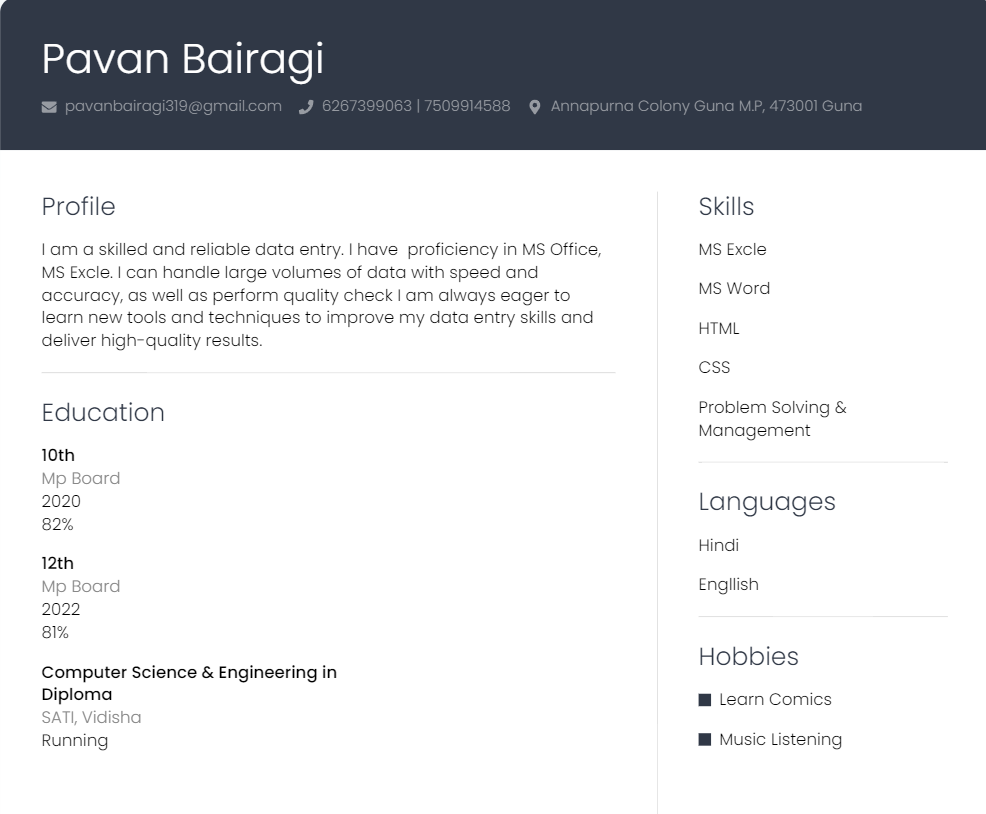 Pavan Bairagi
pavanbairagi319@gmail.com 6267399063 | 7509914588 Annapurna Colony Guna M.P, 473001 Guna
Profile
I am a skilled and reliable data entry. I have  proficiency in MS Office,
MS Excle. I can handle large volumes of data with speed and
accuracy, as well as perform quality check I am always eager to
learn new tools and techniques to improve my data entry skills and
deliver high-quality results.
Education
10th
Mp Board
2020
82%
12th
Mp Board
2022
81%
Computer Science & Engineering in
Diploma
SATI, Vidisha
Running
Skills
MS Excle
MS Word
HTML
CSS
Problem Solving &
Management
Languages
Hindi
Engllish
Hobbies
Learn Comics
Music Listening